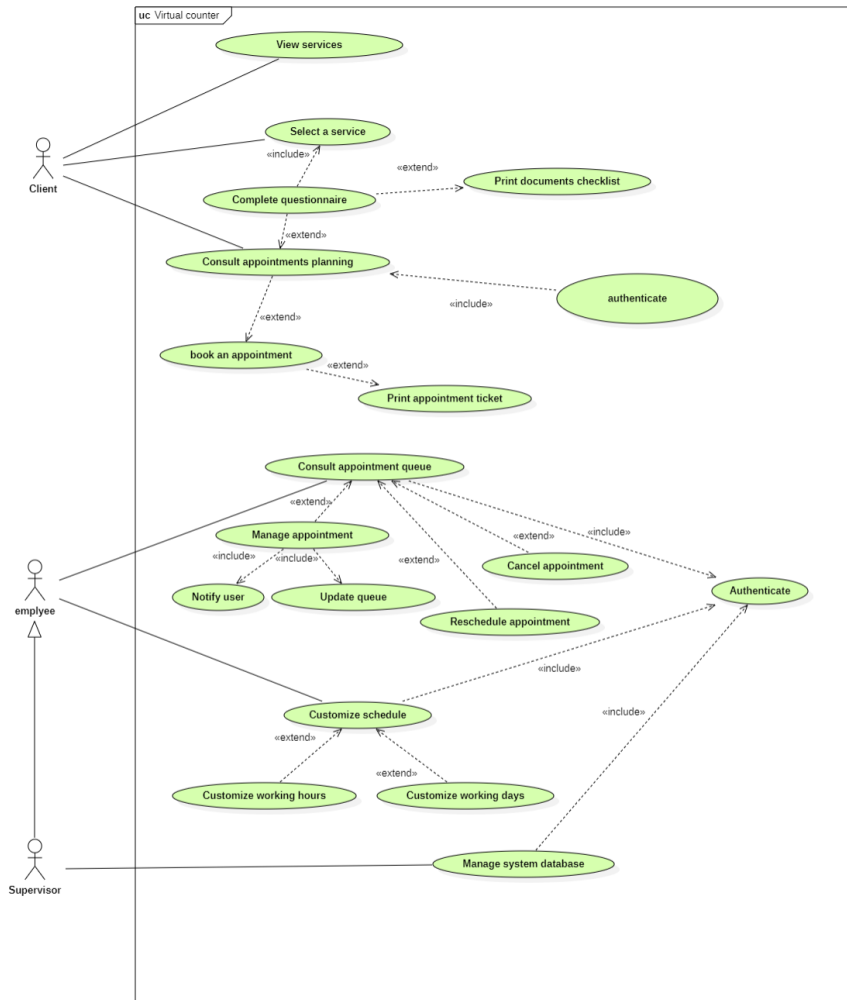 uc Virtual counter
View services
Select a service
«include»
«extend»
Print documents checklist
Client
Complete questionnaire
«extend»
Consult appointments planning
authenticate
«include»
«extend»
book an appointment
«extend»
Print appointment ticket
Consult appointment queue
«extend»
Manage appointment
«include»
«include»
«extend»
«extend»
«include»
Cancel appointment
Notify user
Update queue
Authenticate
emplyee
Reschedule appointment
«include»
Customize schedule
«include»
«extend»
«extend»
Customize working hours
Customize working days
Manage system database
Supervisor